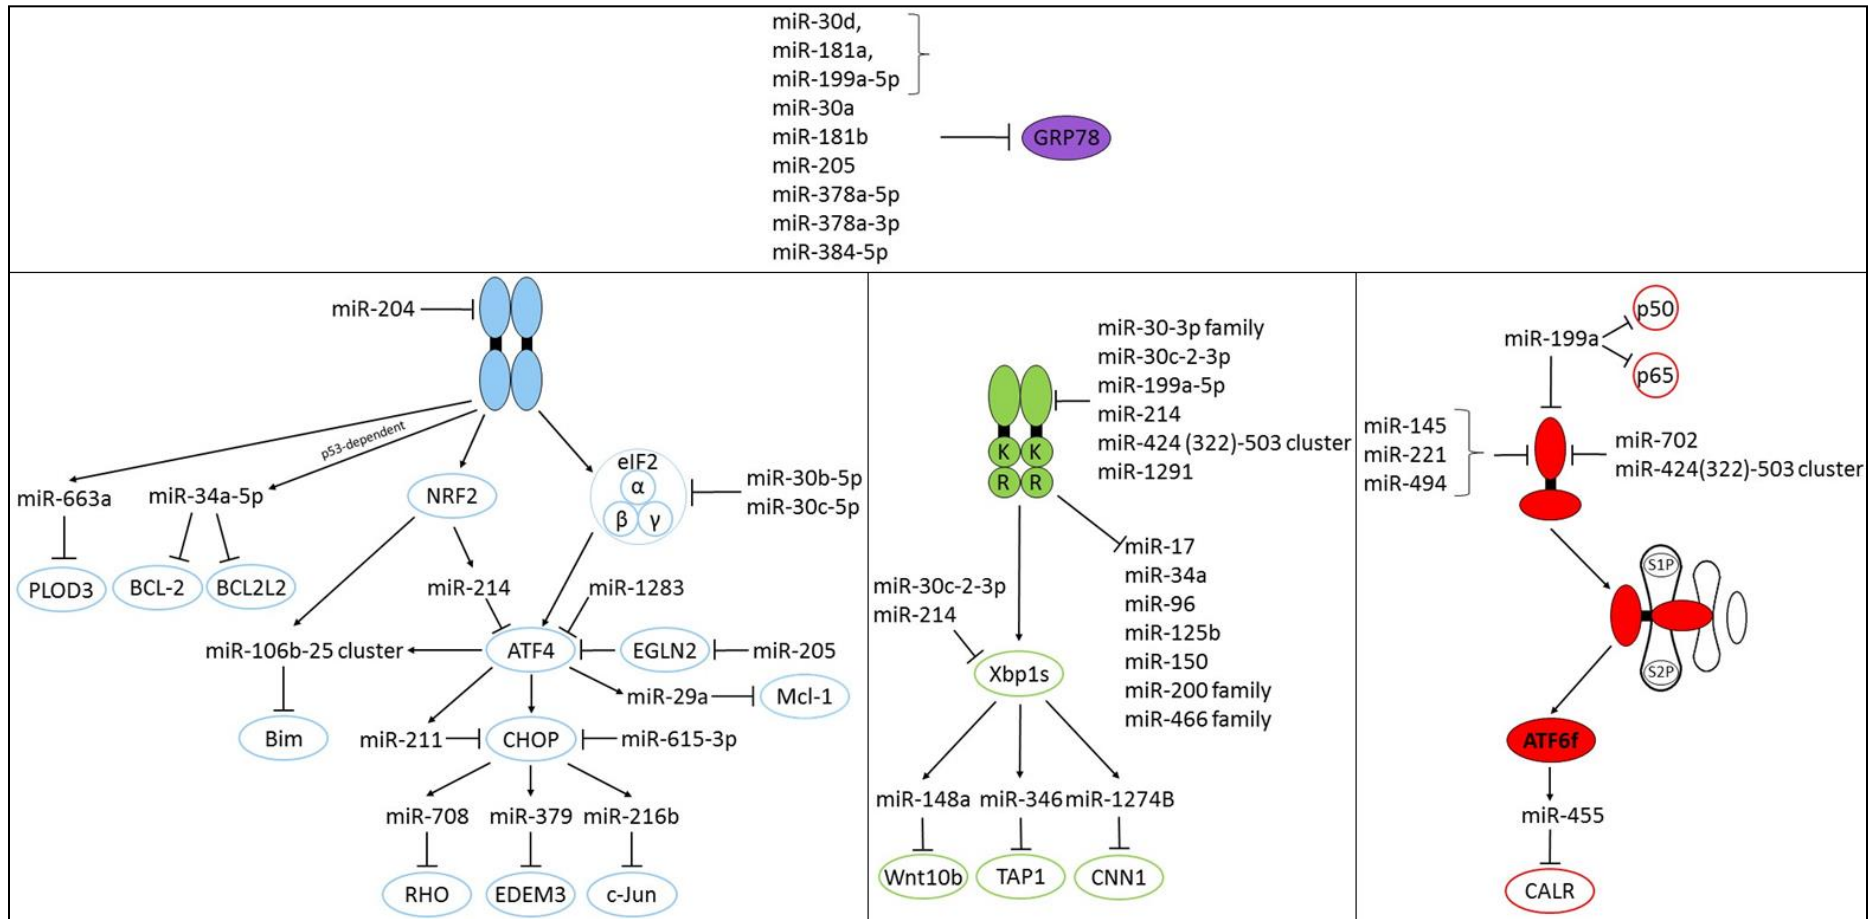 miR-30d,
miR-181a,
miR-199a-5p
miR-30a
miR-181b
miR-205
miR-378a-5p
miR-378a-3p
miR-384-5p
GRP78
miR-204
p53-dependent
miR-663a
miR-34a-5p
NRF2
eIF2
α
β γ
miR-30b-5p
miR-30c-5p
PLOD3
BCL-2
BCL2L2
miR-214
miR-1283
miR-106b-25 cluster
ATF4
EGLN2
miR-205
miR-29a
Mcl-1
Bim
miR-211
CHOP
miR-615-3p
miR-708
miR-379
miR-216b
RHO
EDEM3
c-Jun
miR-30-3p family
miR-30c-2-3p
miR-199a-5p
miR-214
miR-424 (322)-503 cluster
miR-1291
K K
R R
miR-17
miR-34a
miR-96
miR-125b
miR-150
miR-200 family
miR-466 family
miR-30c-2-3p
miR-214
Xbp1s
miR-148a
miR-346
miR-1274B
Wnt10b
TAP1
CNN1
p50
miR-199a
p65
miR-145
miR-221
miR-494
miR-702
miR-424(322)-503 cluster
S1P
S2P
ATF6f
miR-455
CALR